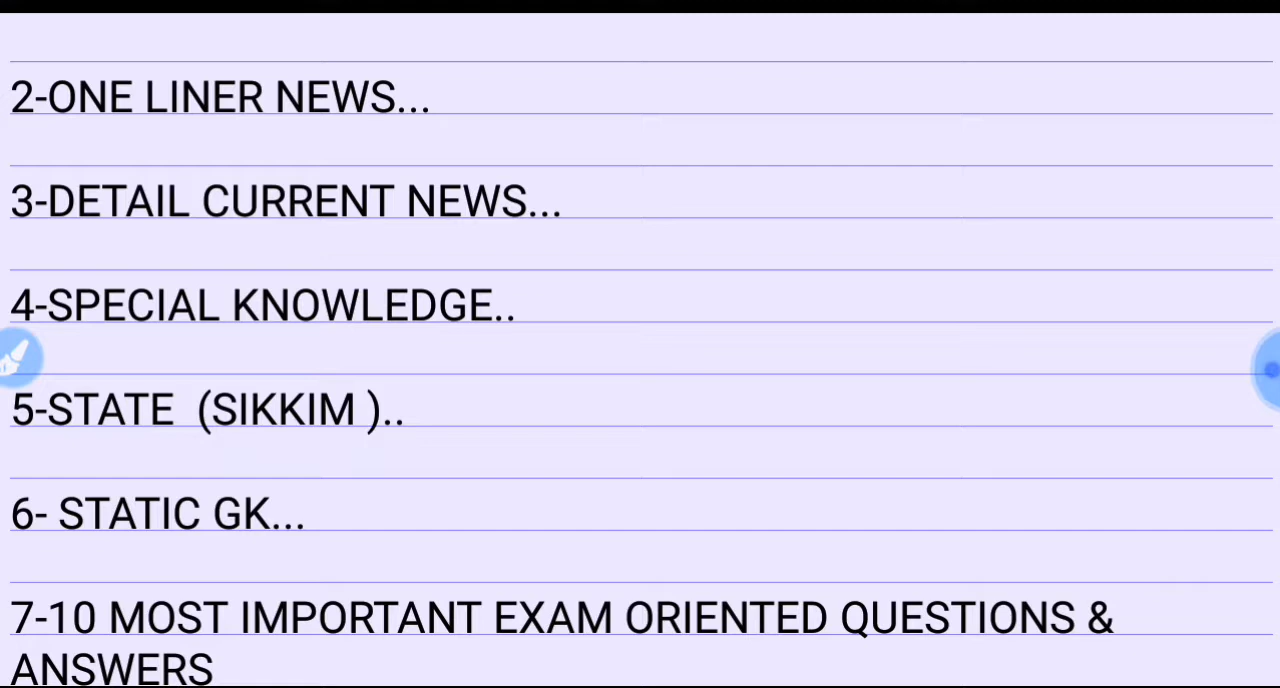 2-ONE LINER NEWS...
3-DETAIL CURRENT NEWS...
4-SPECIAL KNOWLEDGE..
5-STATE  (SIKKIM )..
6- STATIC GK...
7-10 MOST IMPORTANT EXAM ORIENTED QUESTIONS &
ANSWERS